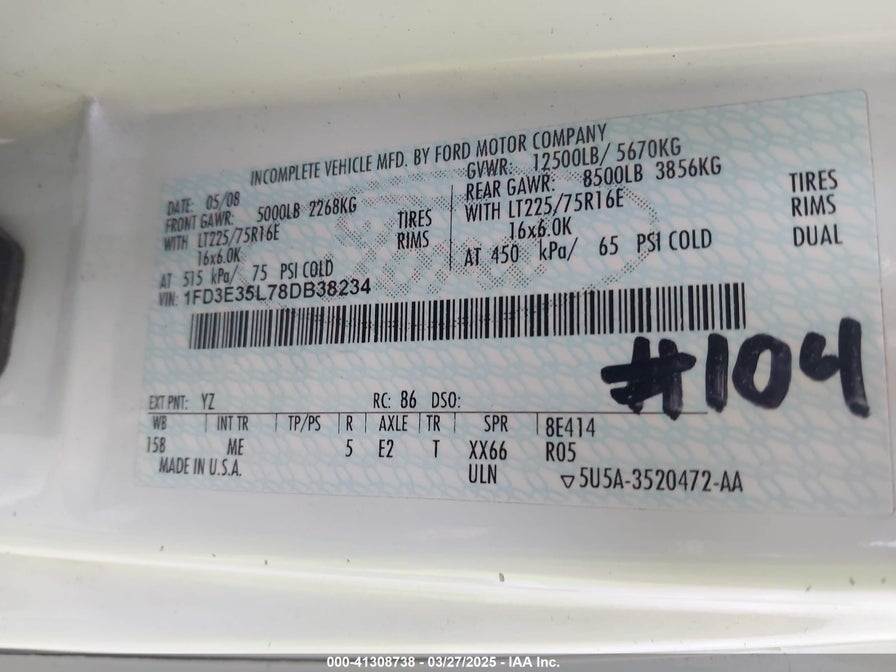 INCOMPLETE VEHICLE MFD. BY FORD MOTOR COMPANY
DATE: 05/08
GVWR: 12500LB/ 5670KG
FRONT GAWR: 5000LB 2268KG
REAR GAWR: 8500LB 3856KG
WITH LT225/75R16E TIRES
WITH LT225/75R16E TIRES
16x6.0K RIMS
16x6.0K RIMS
AT 515 kPa/ 75 PSI COLD
AT 450 kPa/ 65 PSI COLD DUAL
VIN: 1FD3E35L78DB38234
#104
EXT PNT: YZ RC: 86 DSO:
WB INT TR TP/PS R AXLE TR SPR 8E414
158 ME 5 E2 T XX66 R05
MADE IN U.S.A. ULN 5U5A-3520472-AA
000-41308738 - 03/27/2025 - IAA Inc.